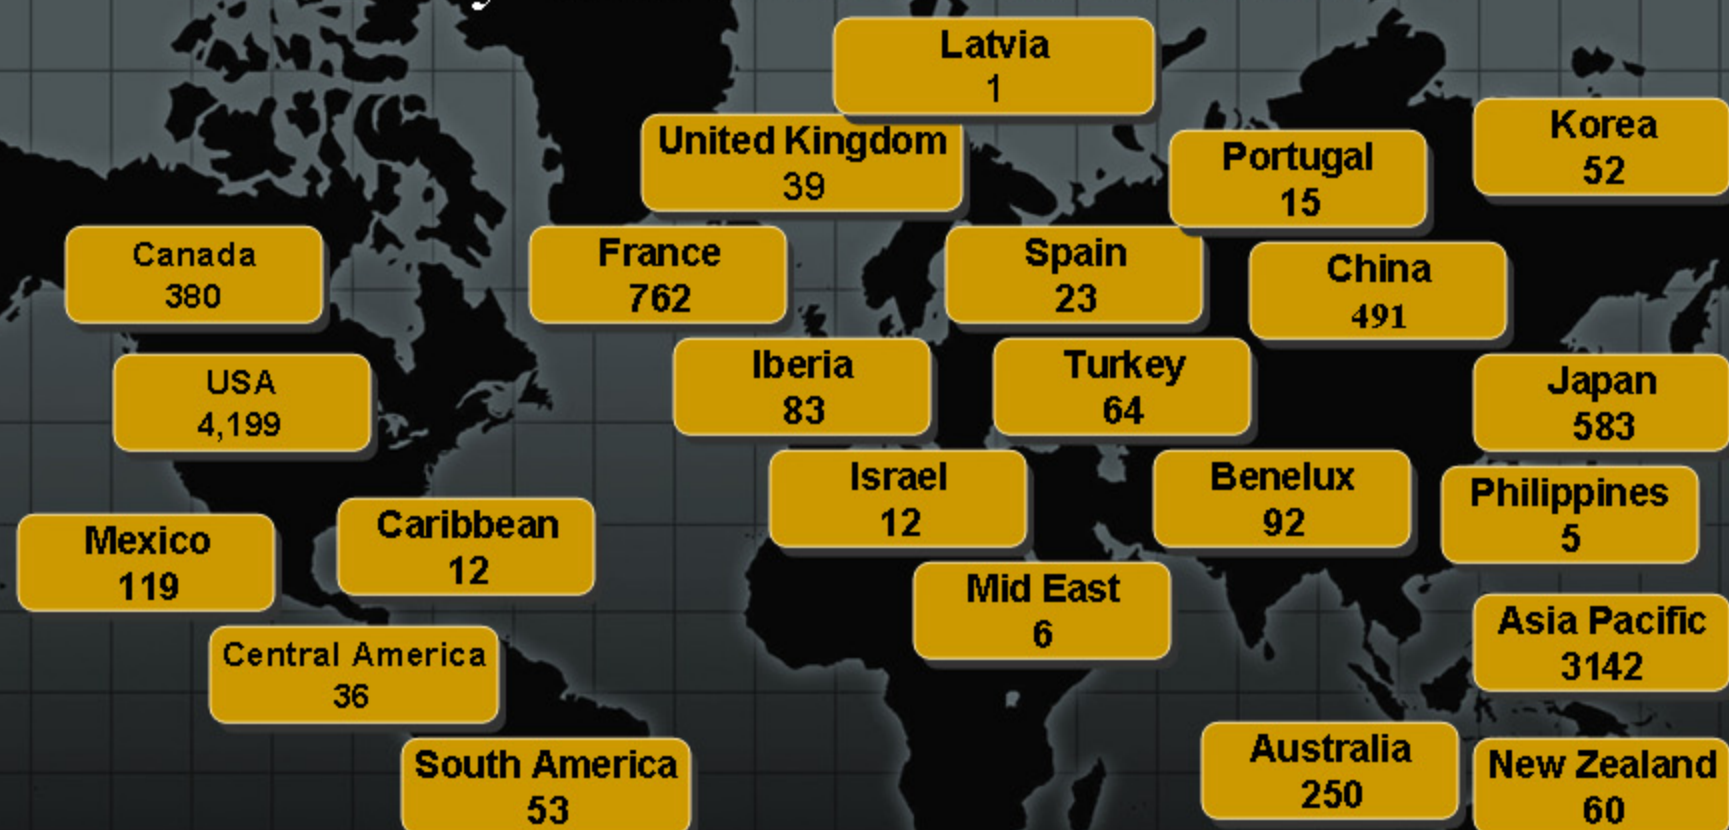 Latvia
1
United Kingdom
39
Portugal
15
Korea
52
Canada
380
France
762
Spain
23
China
491
USA
4,199
Iberia
83
Turkey
64
Japan
583
Mexico
119
Caribbean
12
Israel
12
Benelux
92
Philippines
5
Mid East
6
Asia Pacific
3142
Central America
36
South America
53
Australia
250
New Zealand
60